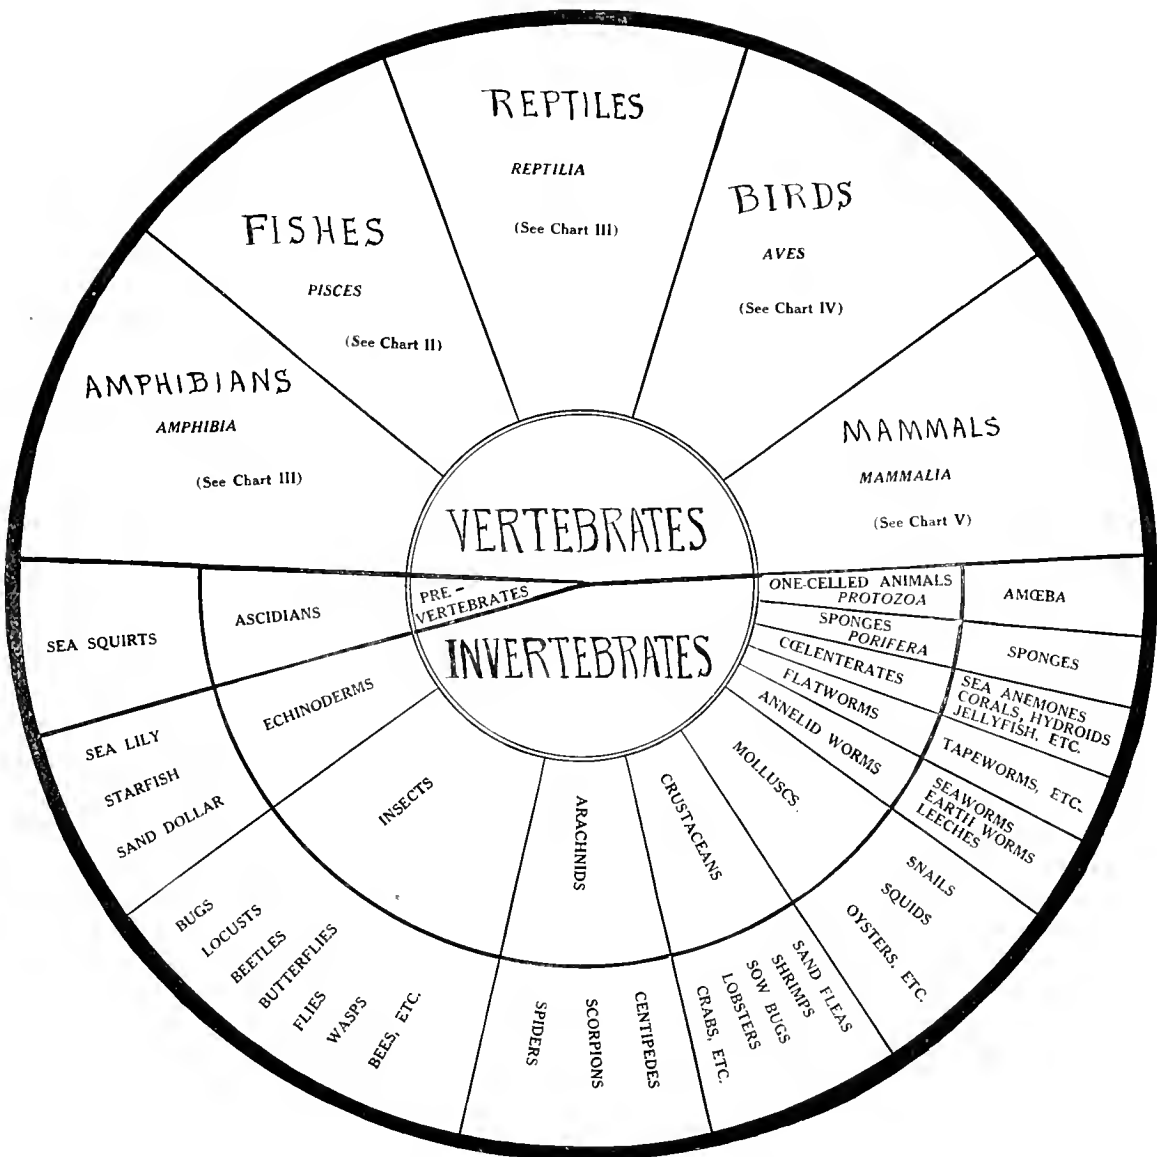 REPTILES
REPTILIA
(See Chart III)
BIRDS
AVES
(See Chart IV)
FISHES
PISCES
(See Chart II)
AMPHIBIANS
AMPHIBIA
(See Chart III)
MAMMALS
MAMMALIA
(See Chart V)
VERTEBRATES
PRE-
VERTEBRATES
INVERTEBRATES
ASCIDIANS
SEA SQUIRTS
ECHINODERMS
SEA LILY
STARFISH
SAND DOLLAR
INSECTS
BUGS
LOCUSTS
BEETLES
BUTTERFLIES
FLIES
WASPS
BEES, ETC.
ARACHNIDS
SPIDERS
SCORPIONS
CENTIPEDES
CRUSTACEANS
SAND FLEAS
SHRIMPS
SOW BUGS
LOBSTERS
CRABS, ETC.
MOLLUSCS.
SNAILS
SQUIDS
OYSTERS, ETC.
ANNELID WORMS
SEAWORMS
EARTH WORMS
LEECHES
FLATWORMS
TAPEWORMS, ETC.
CŒLENTERATES
SEA ANEMONES
CORALS, HYDROIDS
JELLYFISH, ETC.
SPONGES
PORIFERA
SPONGES
ONE-CELLED ANIMALS
PROTOZOA
AMŒBA